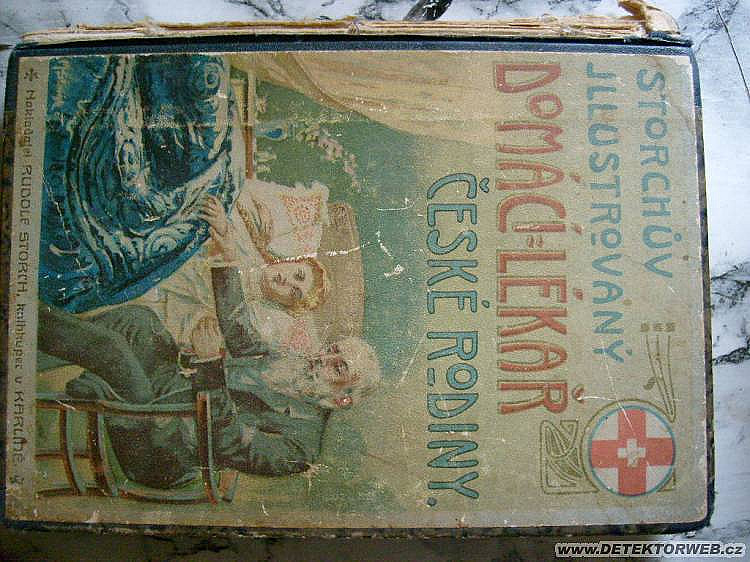 STORCHŮV
JLLUSTROVANÝ
DOMÁCÍ=LÉKAŘ
ČESKÉ RODINY.
Nakladatel RUDOLF STORCH, knihkupec v KARLÍNĚ
www.DETEKTORWEB.cz